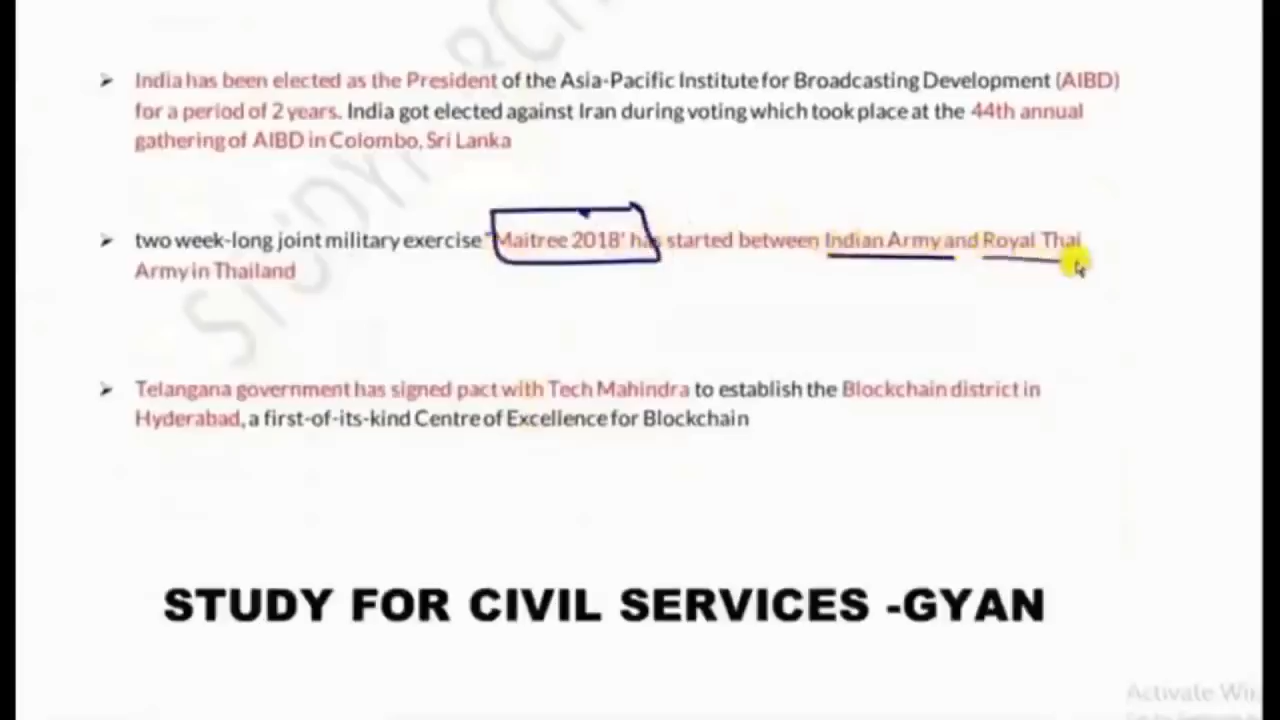 India has been elected as the President of the Asia-Pacific Institute for Broadcasting Development (AIBD)
for a period of 2 years. India got elected against Iran during voting which took place at the 44th annual
gathering of AIBD in Colombo, Sri Lanka
two week-long joint military exercise "Maitree 2018' has started between Indian Army and Royal Thai
Army in Thailand
Telangana government has signed pact with Tech Mahindra to establish the Blockchain district in
Hyderabad, a first-of-its-kind Centre of Excellence for Blockchain
STUDY FOR CIVIL SERVICES -GYAN
Activate Win